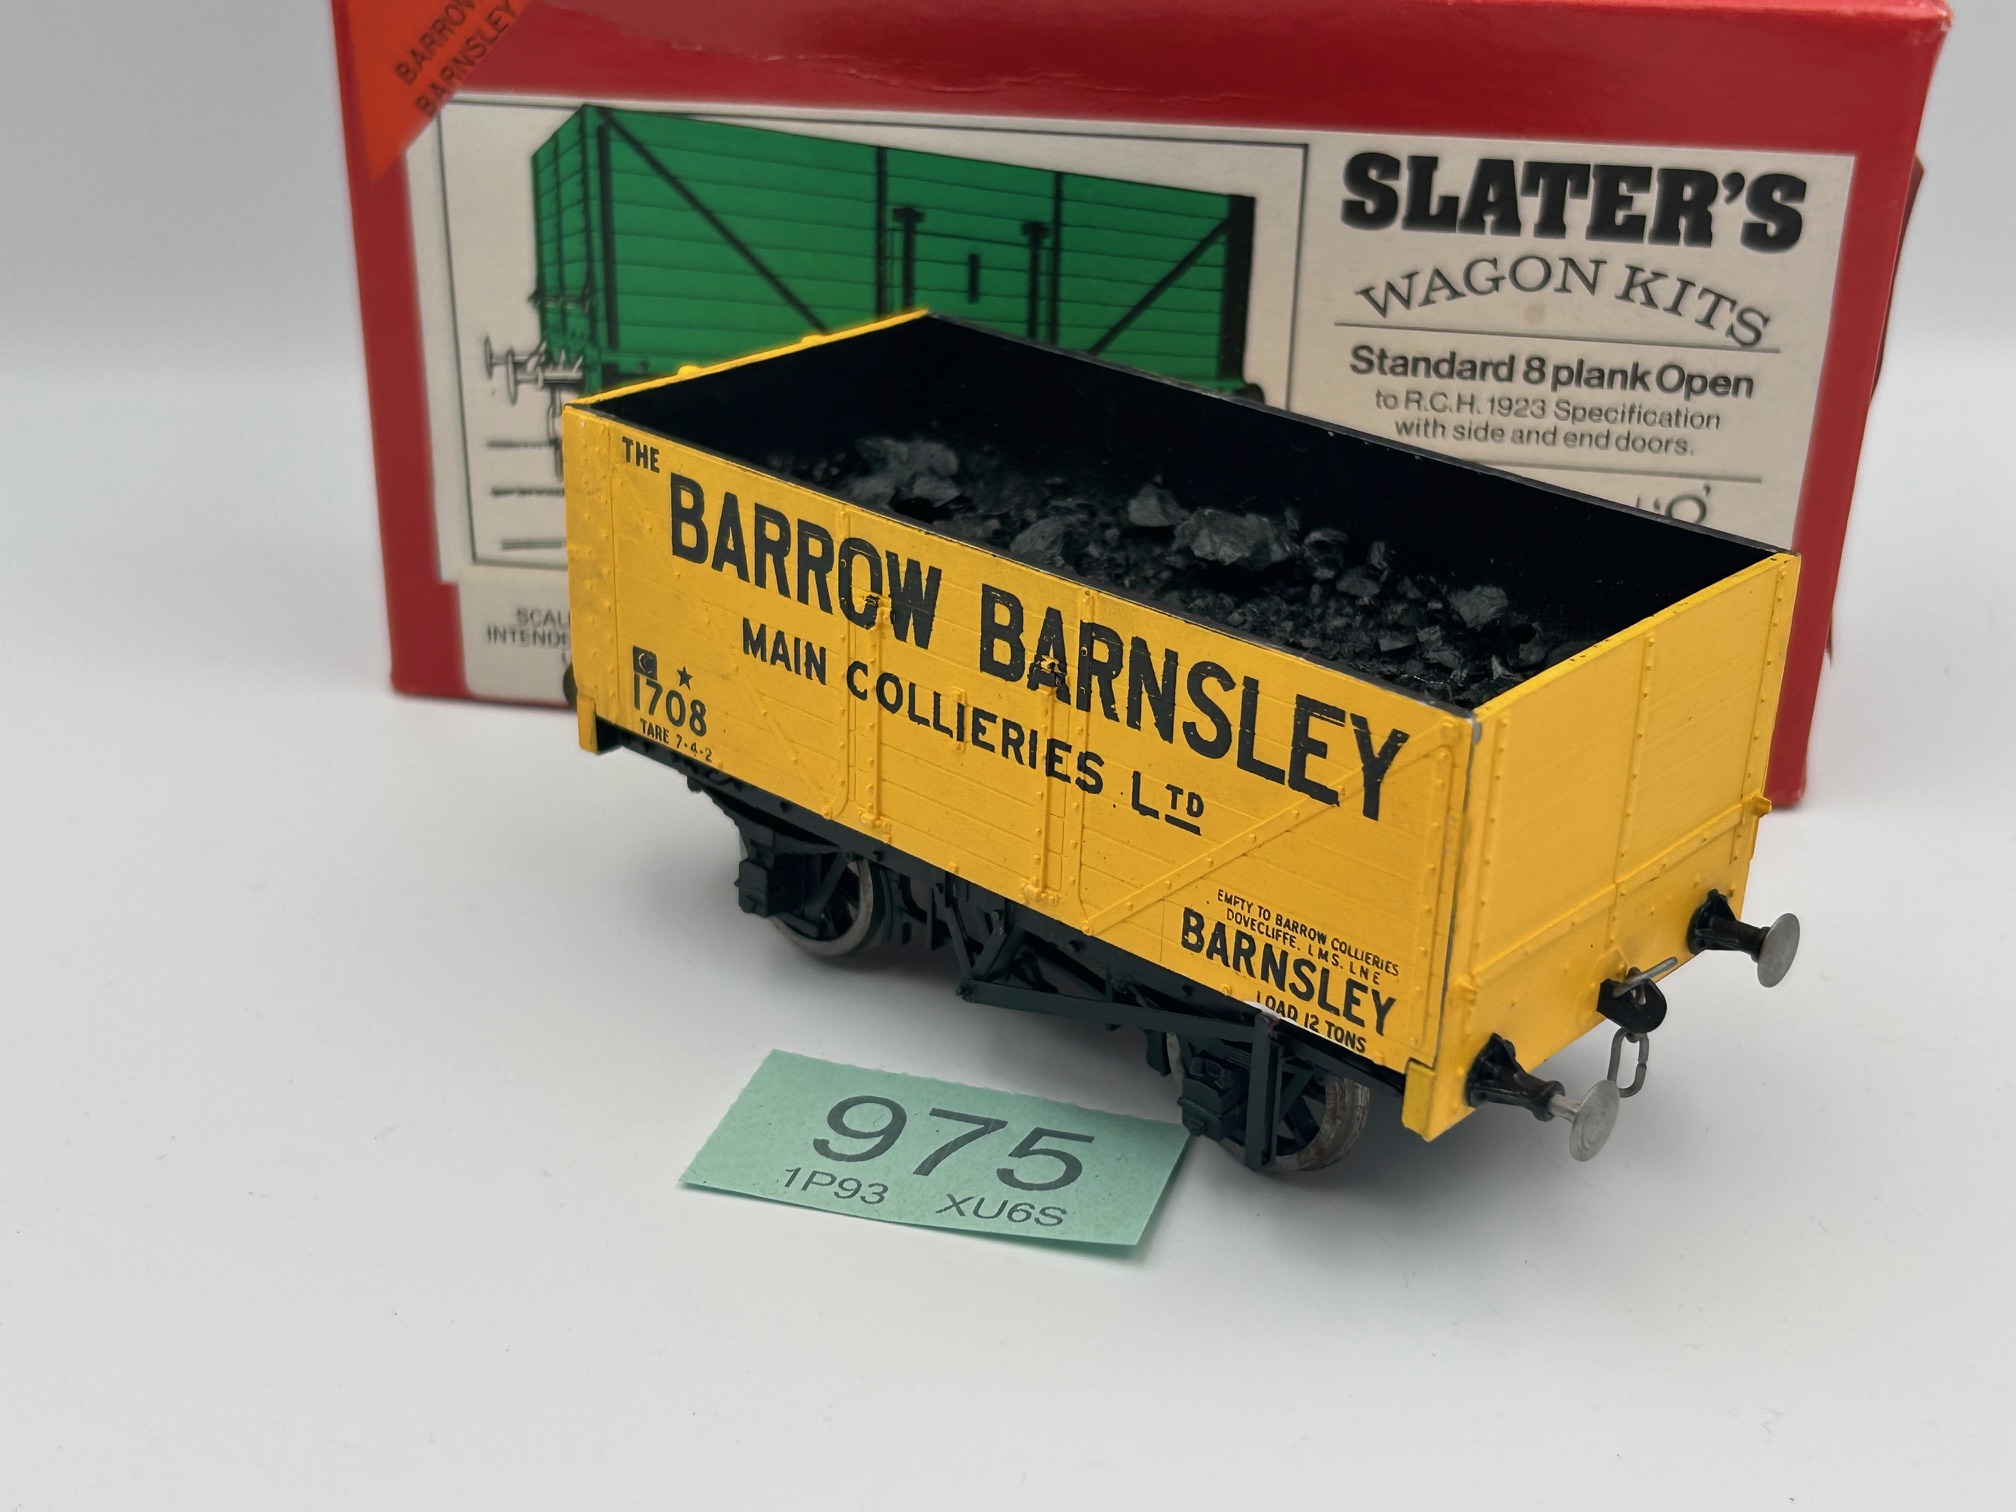 BARROW
BARNSLEY
SLATER'S
WAGON KITS
Standard 8 plank Open
to R.C.H. 1923 Specification
with side and end doors.
'O'
THE
BARROW BARNSLEY
MAIN COLLIERIES LTD
C
1708
TARE 7-4-2
EMPTY TO BARROW COLLIERIES
DOVECLIFFE. LMS. LNE
BARNSLEY
LOAD 12 TONS
975
1P93 XU6S